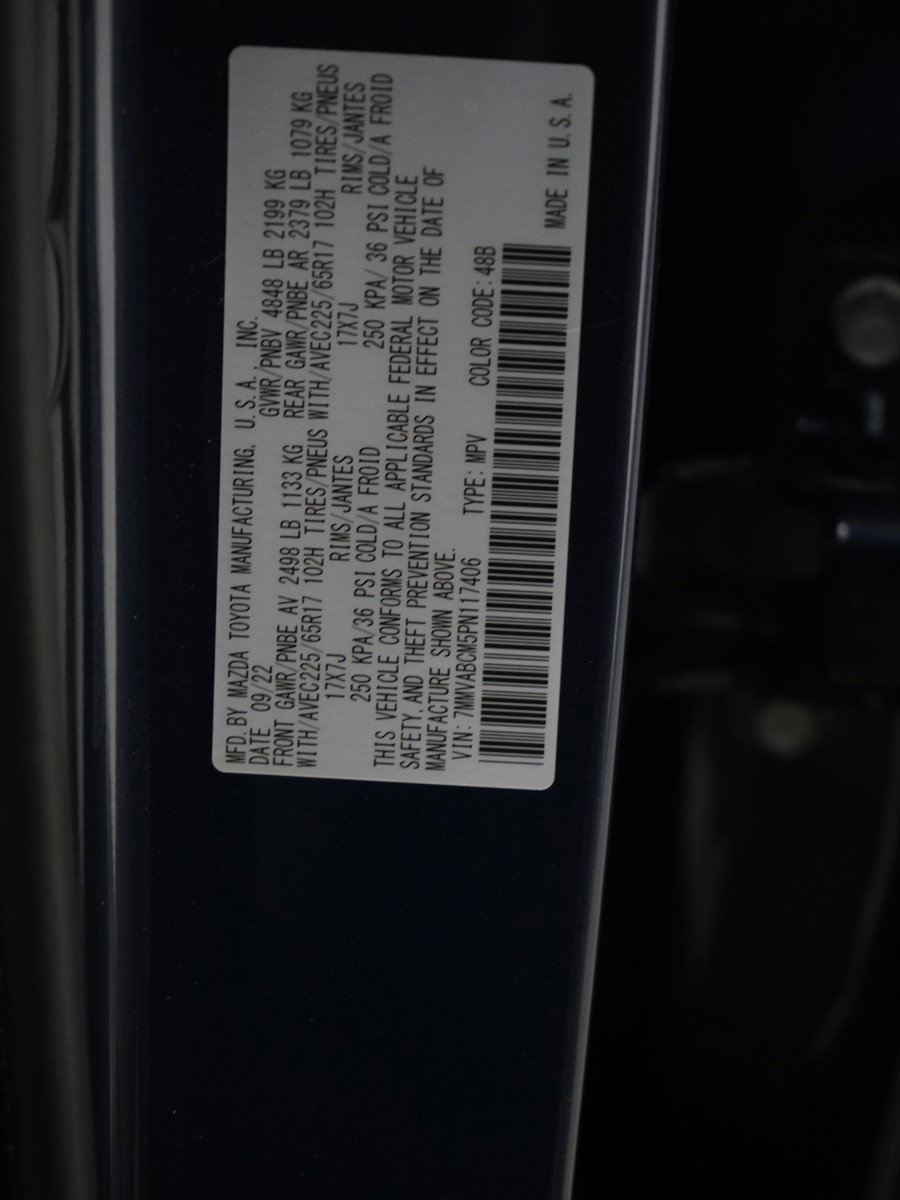 MFD. BY MAZDA TOYOTA MANUFACTURING, U.S.A., INC.
DATE 09/22 GVWR/PNBV 4848 LB 2199 KG
FRONT GAWR/PNBE AV 2498 LB 1133 KG REAR GAWR/PNBE AR 2379 LB 1079 KG
WITH/AVEC225/65R17 102H TIRES/PNEUS WITH/AVEC225/65R17 102H TIRES/PNEUS
17X7J RIMS/JANTES 17X7J RIMS/JANTES
250 KPA/36 PSI COLD/A FROID 250 KPA/ 36 PSI COLD/A FROID
THIS VEHICLE CONFORMS TO ALL APPLICABLE FEDERAL MOTOR VEHICLE
SAFETY, AND THEFT PREVENTION STANDARDS IN EFFECT ON THE DATE OF
MANUFACTURE SHOWN ABOVE.
VIN: 7MMVABCM5PN117406 TYPE: MPV COLOR CODE: 48B
MADE IN U.S.A.